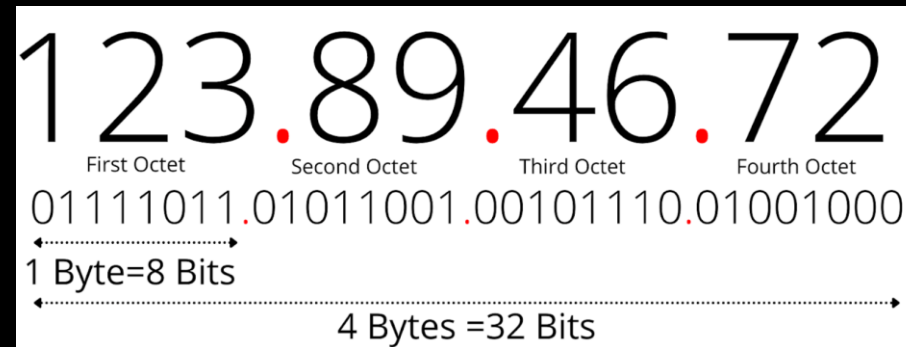 123.89.46.72
First Octet Second Octet Third Octet Fourth Octet
01111011.01011001.00101110.01001000
1 Byte=8 Bits
4 Bytes =32 Bits